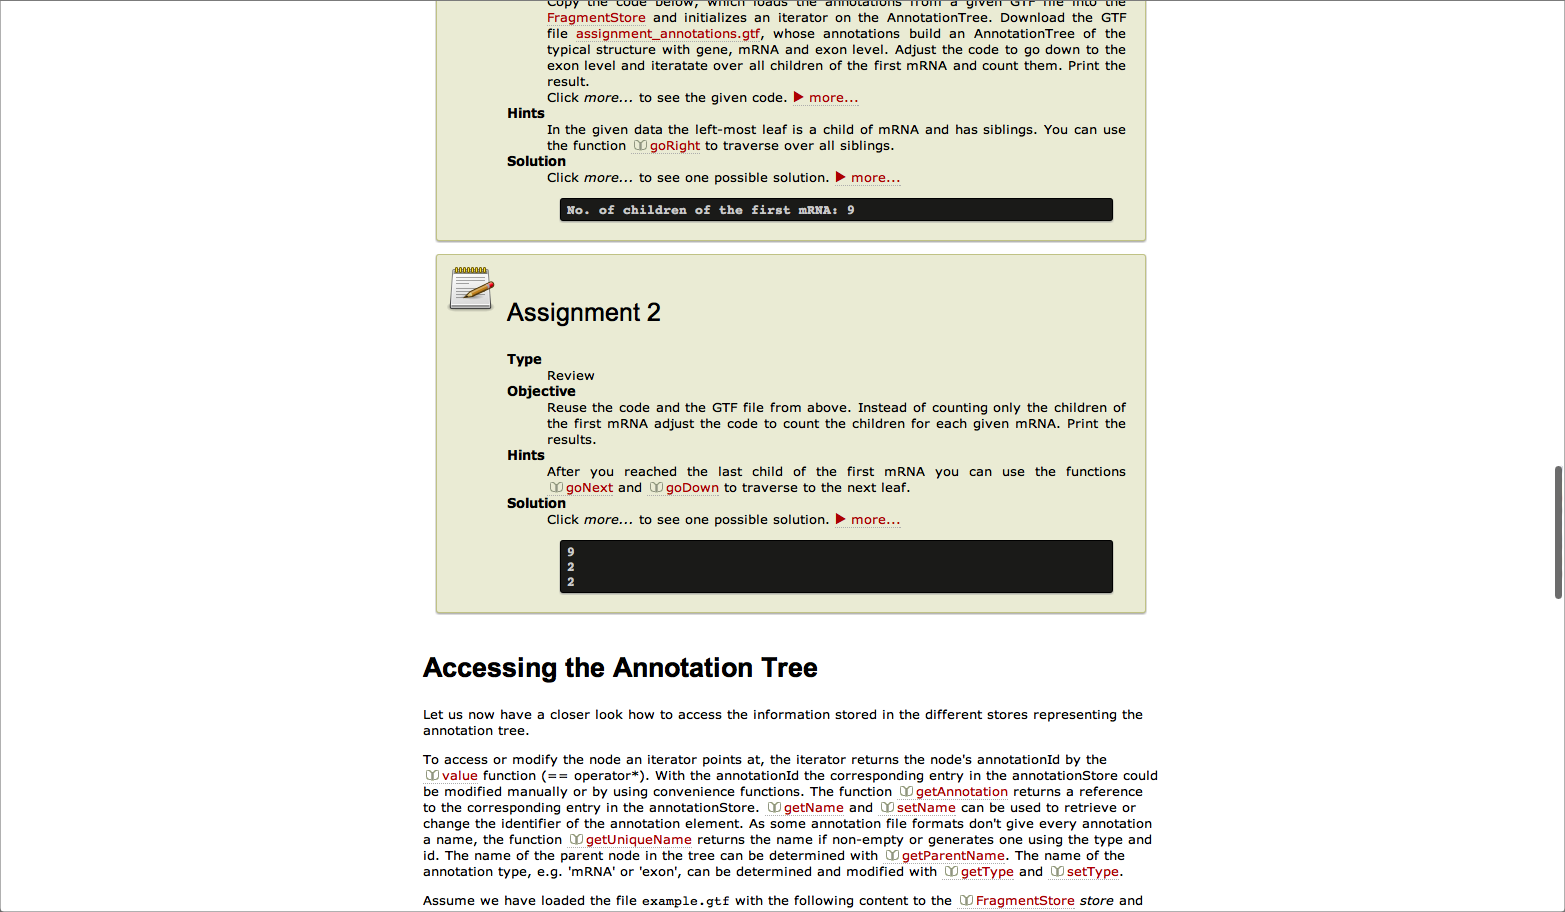 Copy the code below, which loads the annotations from a given GTF file into the
FragmentStore and initializes an iterator on the AnnotationTree. Download the GTF
file assignment_annotations.gtf, whose annotations build an AnnotationTree of the
typical structure with gene, mRNA and exon level. Adjust the code to go down to the
exon level and iteratate over all children of the first mRNA and count them. Print the
result.
Click more... to see the given code. ▶ more...
Hints
In the given data the left-most leaf is a child of mRNA and has siblings. You can use
the function goRight to traverse over all siblings.
Solution
Click more... to see one possible solution. ▶ more...
No. of children of the first mRNA: 9
Assignment 2
Type
Review
Objective
Reuse the code and the GTF file from above. Instead of counting only the children of
the first mRNA adjust the code to count the children for each given mRNA. Print the
results.
Hints
After you reached the last child of the first mRNA you can use the functions
goNext and goDown to traverse to the next leaf.
Solution
Click more... to see one possible solution. ▶ more...
9
2
2
Accessing the Annotation Tree
Let us now have a closer look how to access the information stored in the different stores representing the
annotation tree.
To access or modify the node an iterator points at, the iterator returns the node's annotationId by the
value function (== operator*). With the annotationId the corresponding entry in the annotationStore could
be modified manually or by using convenience functions. The function getAnnotation returns a reference
to the corresponding entry in the annotationStore. getName and setName can be used to retrieve or
change the identifier of the annotation element. As some annotation file formats don't give every annotation
a name, the function getUniqueName returns the name if non-empty or generates one using the type and
id. The name of the parent node in the tree can be determined with getParentName. The name of the
annotation type, e.g. 'mRNA' or 'exon', can be determined and modified with getType and setType.
Assume we have loaded the file example.gtf with the following content to the FragmentStore store and